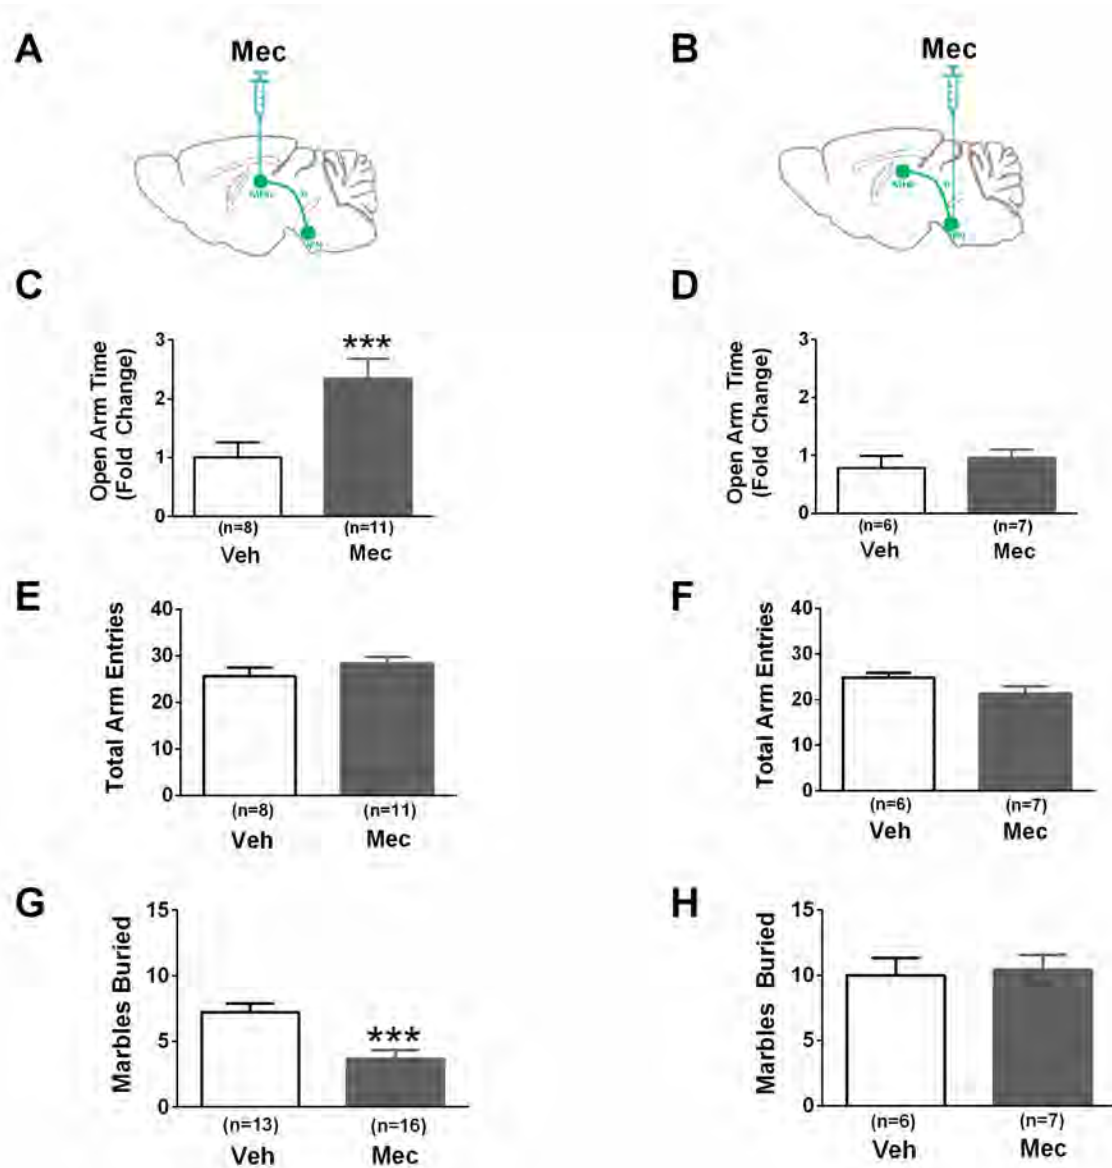 A
Mec
B
Mec
C
Open Arm Time
(Fold Change)
3
2
1
0
***
(n=8)
(n=11)
Veh
Mec
D
Open Arm Time
(Fold Change)
3
2
1
0
(n=6)
(n=7)
Veh
Mec
E
Total Arm Entries
40
30
20
10
0
(n=8)
(n=11)
Veh
Mec
F
Total Arm Entries
40
30
20
10
0
(n=6)
(n=7)
Veh
Mec
G
Marbles Buried
15
10
5
0
***
(n=13)
(n=16)
Veh
Mec
H
Marbles Buried
15
10
5
0
(n=6)
(n=7)
Veh
Mec